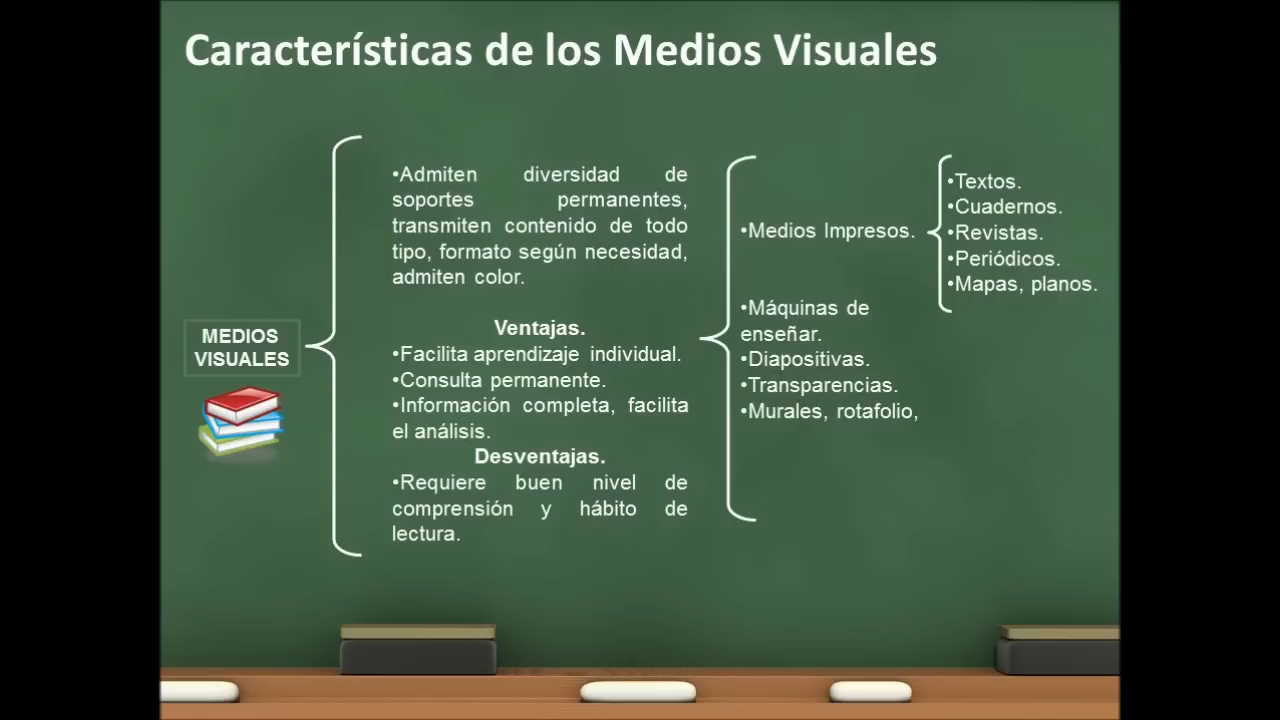 Características de los Medios Visuales
MEDIOS
VISUALES
•Admiten diversidad de
soportes permanentes,
transmiten contenido de todo
tipo, formato según necesidad,
admiten color.
Ventajas.
•Facilita aprendizaje individual.
•Consulta permanente.
•Información completa, facilita
el análisis.
Desventajas.
•Requiere buen nivel de
comprensión y hábito de
lectura.
•Medios Impresos.
•Máquinas de
enseñar.
•Diapositivas.
•Transparencias.
•Murales, rotafolio,
•Textos.
•Cuadernos.
•Revistas.
•Periódicos.
•Mapas, planos.